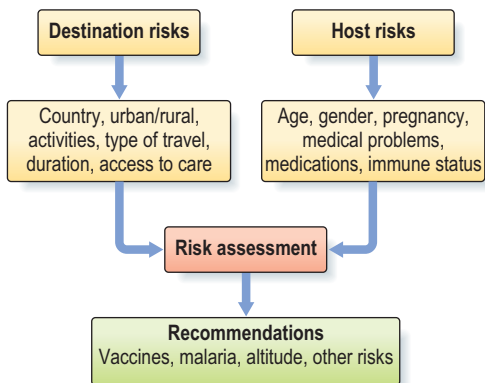 Destination risks
Host risks
Country, urban/rural,
activities, type of travel,
duration, access to care
Age, gender, pregnancy,
medical problems,
medications, immune status
Risk assessment
Recommendations
Vaccines, malaria, altitude, other risks